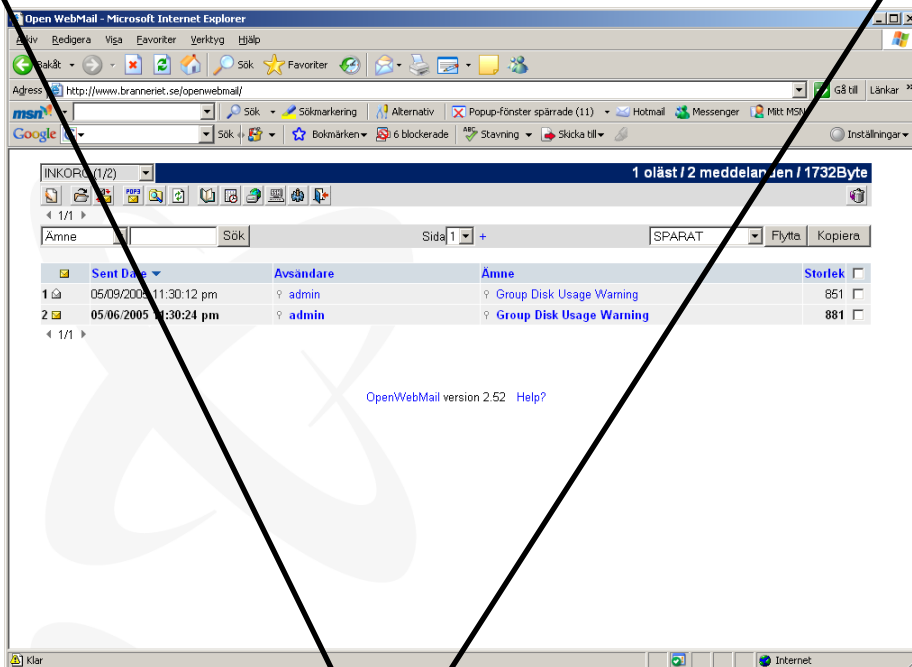 Open WebMail - Microsoft Internet Explorer
Arkiv Redigera Visa Favoriter Verktyg Hjälp
Bakåt Sök Favoriter
Adress http://www.branneriet.se/openwebmail/ Gå till Länkar »
msn Sök Sökmarkering Alternativ Popup-fönster spärrade (11) Hotmail Messenger Mitt MSN
Google G Sök Bokmärken 6 blockerade ABC Stavning Skicka till Inställningar
INKORG (1/2) 1 oläst / 2 meddelanden / 1732Byte
POP3
1/1
Ämne Sök Sida 1 + SPARAT Flytta Kopiera
Sent Date Avsändare Ämne Storlek
1 05/09/2005 11:30:12 pm admin Group Disk Usage Warning 851
2 05/06/2005 11:30:24 pm admin Group Disk Usage Warning 881
1/1
OpenWebMail version 2.52 Help?
Klar Internet